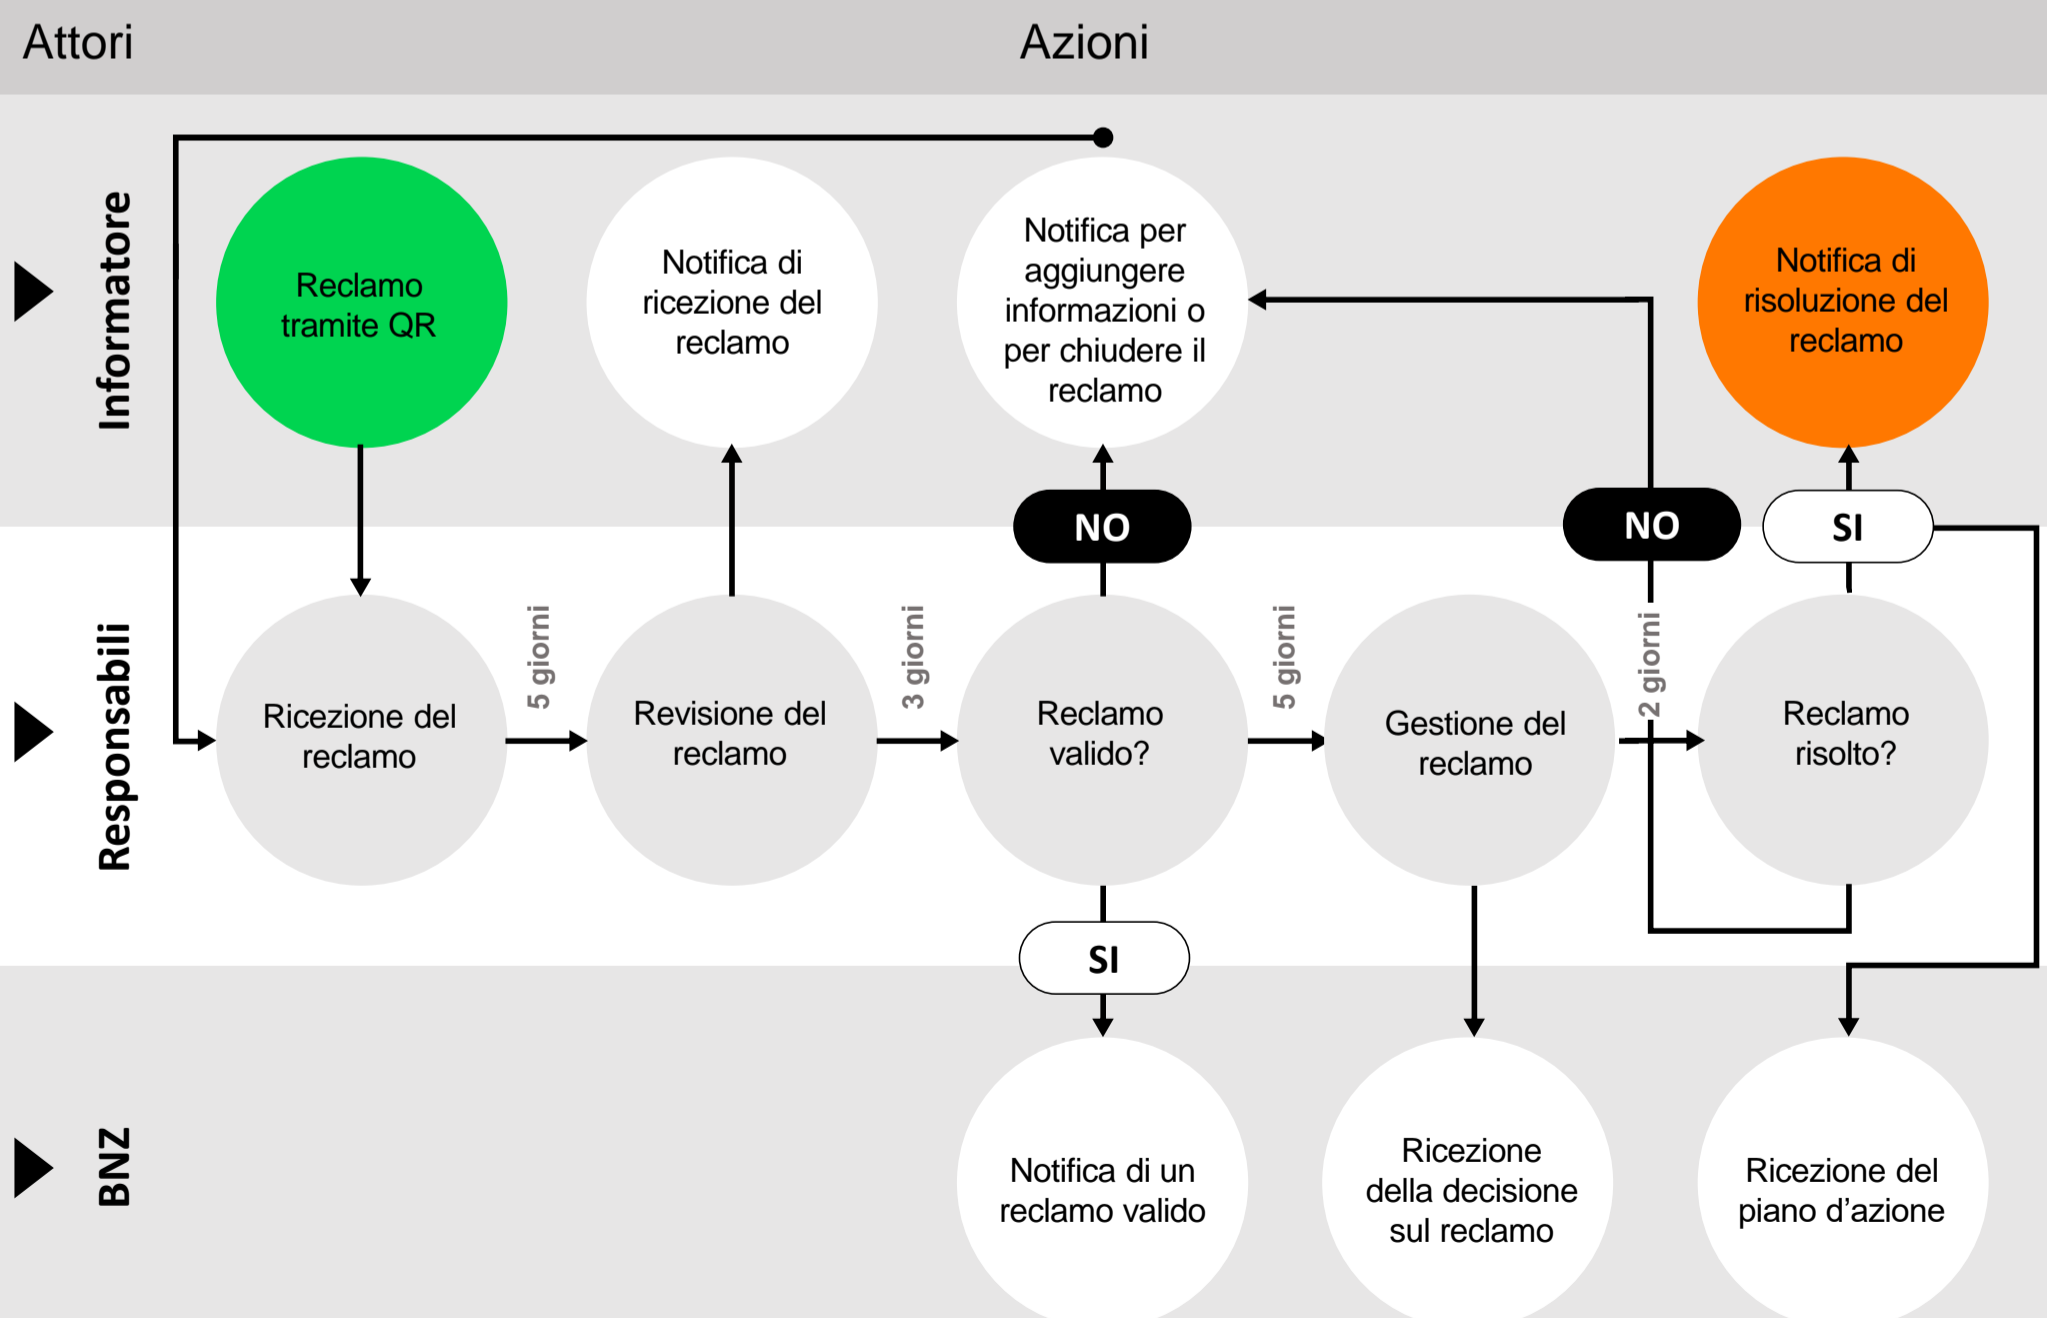 Attori
Azioni
Informatore
Reclamo
tramite QR
Notifica di
ricezione del
reclamo
Notifica per
aggiungere
informazioni o
per chiudere il
reclamo
Notifica di
risoluzione del
reclamo
NO
NO
SI
Responsabili
Ricezione del
reclamo
5 giorni
Revisione del
reclamo
3 giorni
Reclamo
valido?
5 giorni
Gestione del
reclamo
2 giorni
Reclamo
risolto?
SI
BNZ
Notifica di un
reclamo valido
Ricezione
della decisione
sul reclamo
Ricezione del
piano d’azione